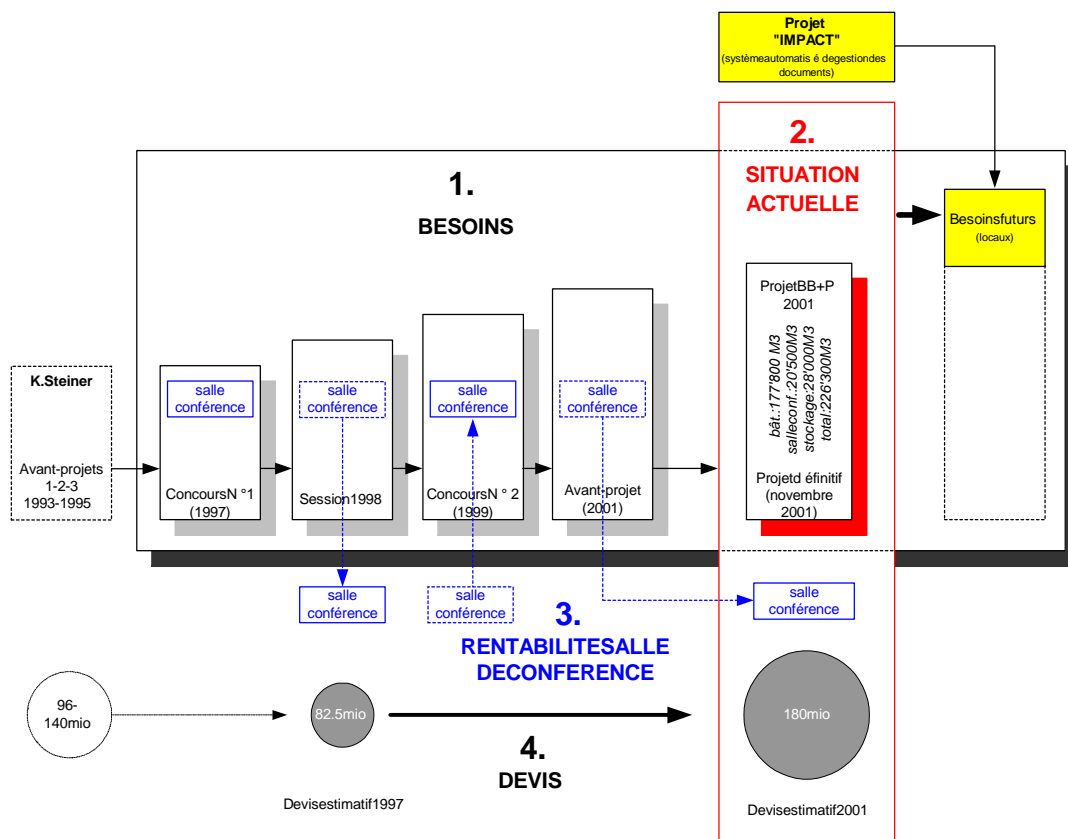 Projet
"IMPACT"
(systèmeautomatis é degestiondes
documents)
2.
SITUATION
ACTUELLE
1.
BESOINS
Besoinsfuturs
(locaux)
ProjetBB+P
2001
bât.:177'800 M3
salleconf.:20'500M3
stockage:28'000M3
total:226'300M3
Projetd éfinitif
(novembre
2001)
K.Steiner
Avant-projets
1-2-3
1993-1995
salle
conférence
ConcoursN °1
(1997)
salle
conférence
Session1998
salle
conférence
ConcoursN ° 2
(1999)
salle
conférence
Avant-projet
(2001)
salle
conférence
salle
conférence
salle
conférence
3.
RENTABILITESALLE
DECONFERENCE
96-
140mio
82.5mio
180mio
4.
DEVIS
Devisestimatif1997
Devisestimatif2001